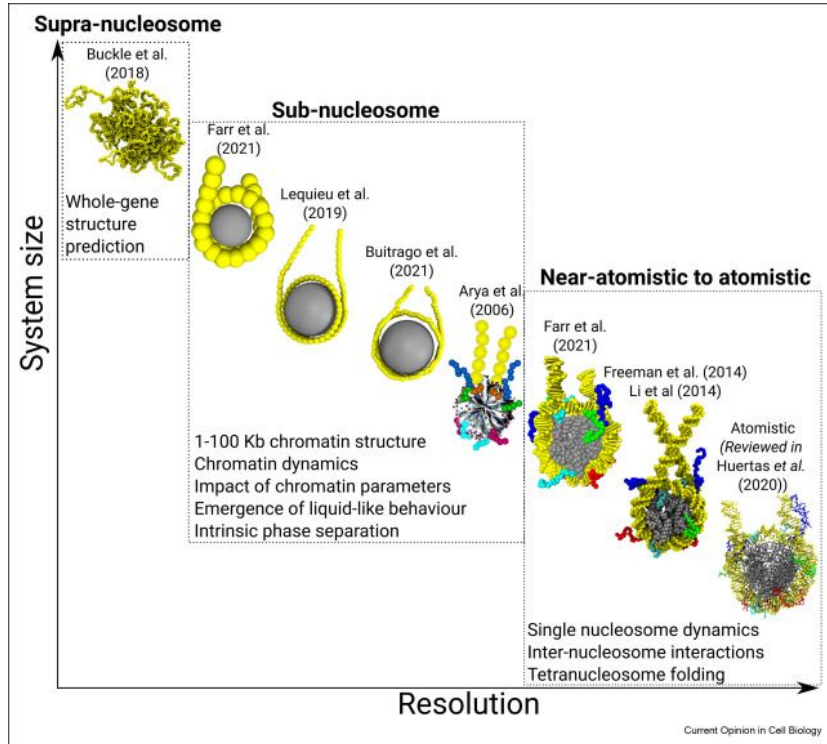 Supra-nucleosome
Buckle et al.
(2018)
Whole-gene
structure
prediction
Sub-nucleosome
Farr et al.
(2021)
Lequieu et al.
(2019)
Buitrago et al.
(2021)
Arya et al.
(2006)
1-100 Kb chromatin structure
Chromatin dynamics
Impact of chromatin parameters
Emergence of liquid-like behaviour
Intrinsic phase separation
Near-atomistic to atomistic
Farr et al.
(2021)
Freeman et al. (2014)
Li et al (2014)
Atomistic
(Reviewed in
Huertas et al.
(2020))
Single nucleosome dynamics
Inter-nucleosome interactions
Tetranucleosome folding
System size
Resolution
Current Opinion in Cell Biology